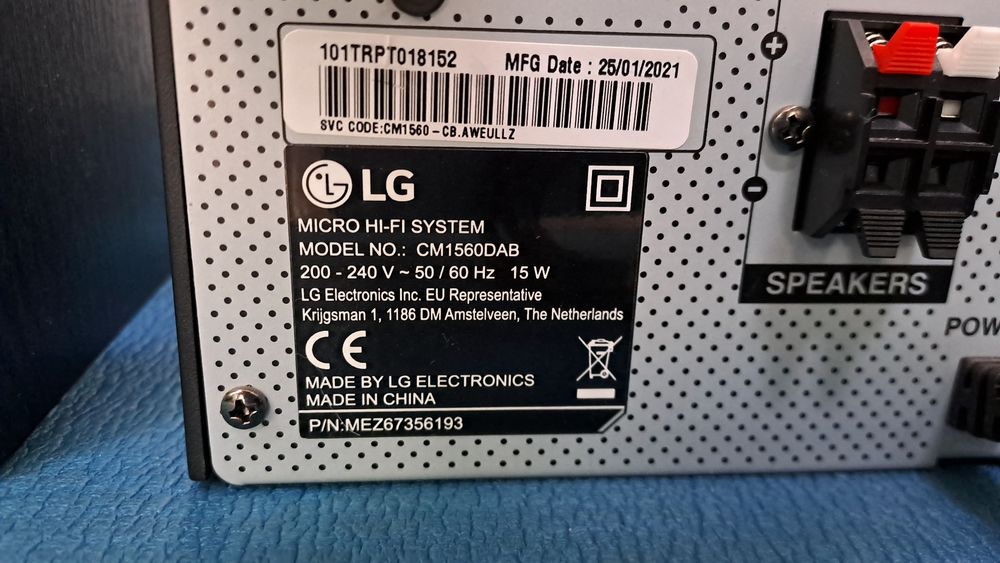 101TRPT018152 MFG Date : 25/01/2021
SVC CODE:CM1560-CB.AWEULLZ
LG
MICRO HI-FI SYSTEM
MODEL NO.: CM1560DAB
200 - 240 V ~ 50 / 60 Hz 15 W
LG Electronics Inc. EU Representative
Krijgsman 1, 1186 DM Amstelveen, The Netherlands
CE
MADE BY LG ELECTRONICS
MADE IN CHINA
P/N:MEZ67356193
+
-
SPEAKERS
POW